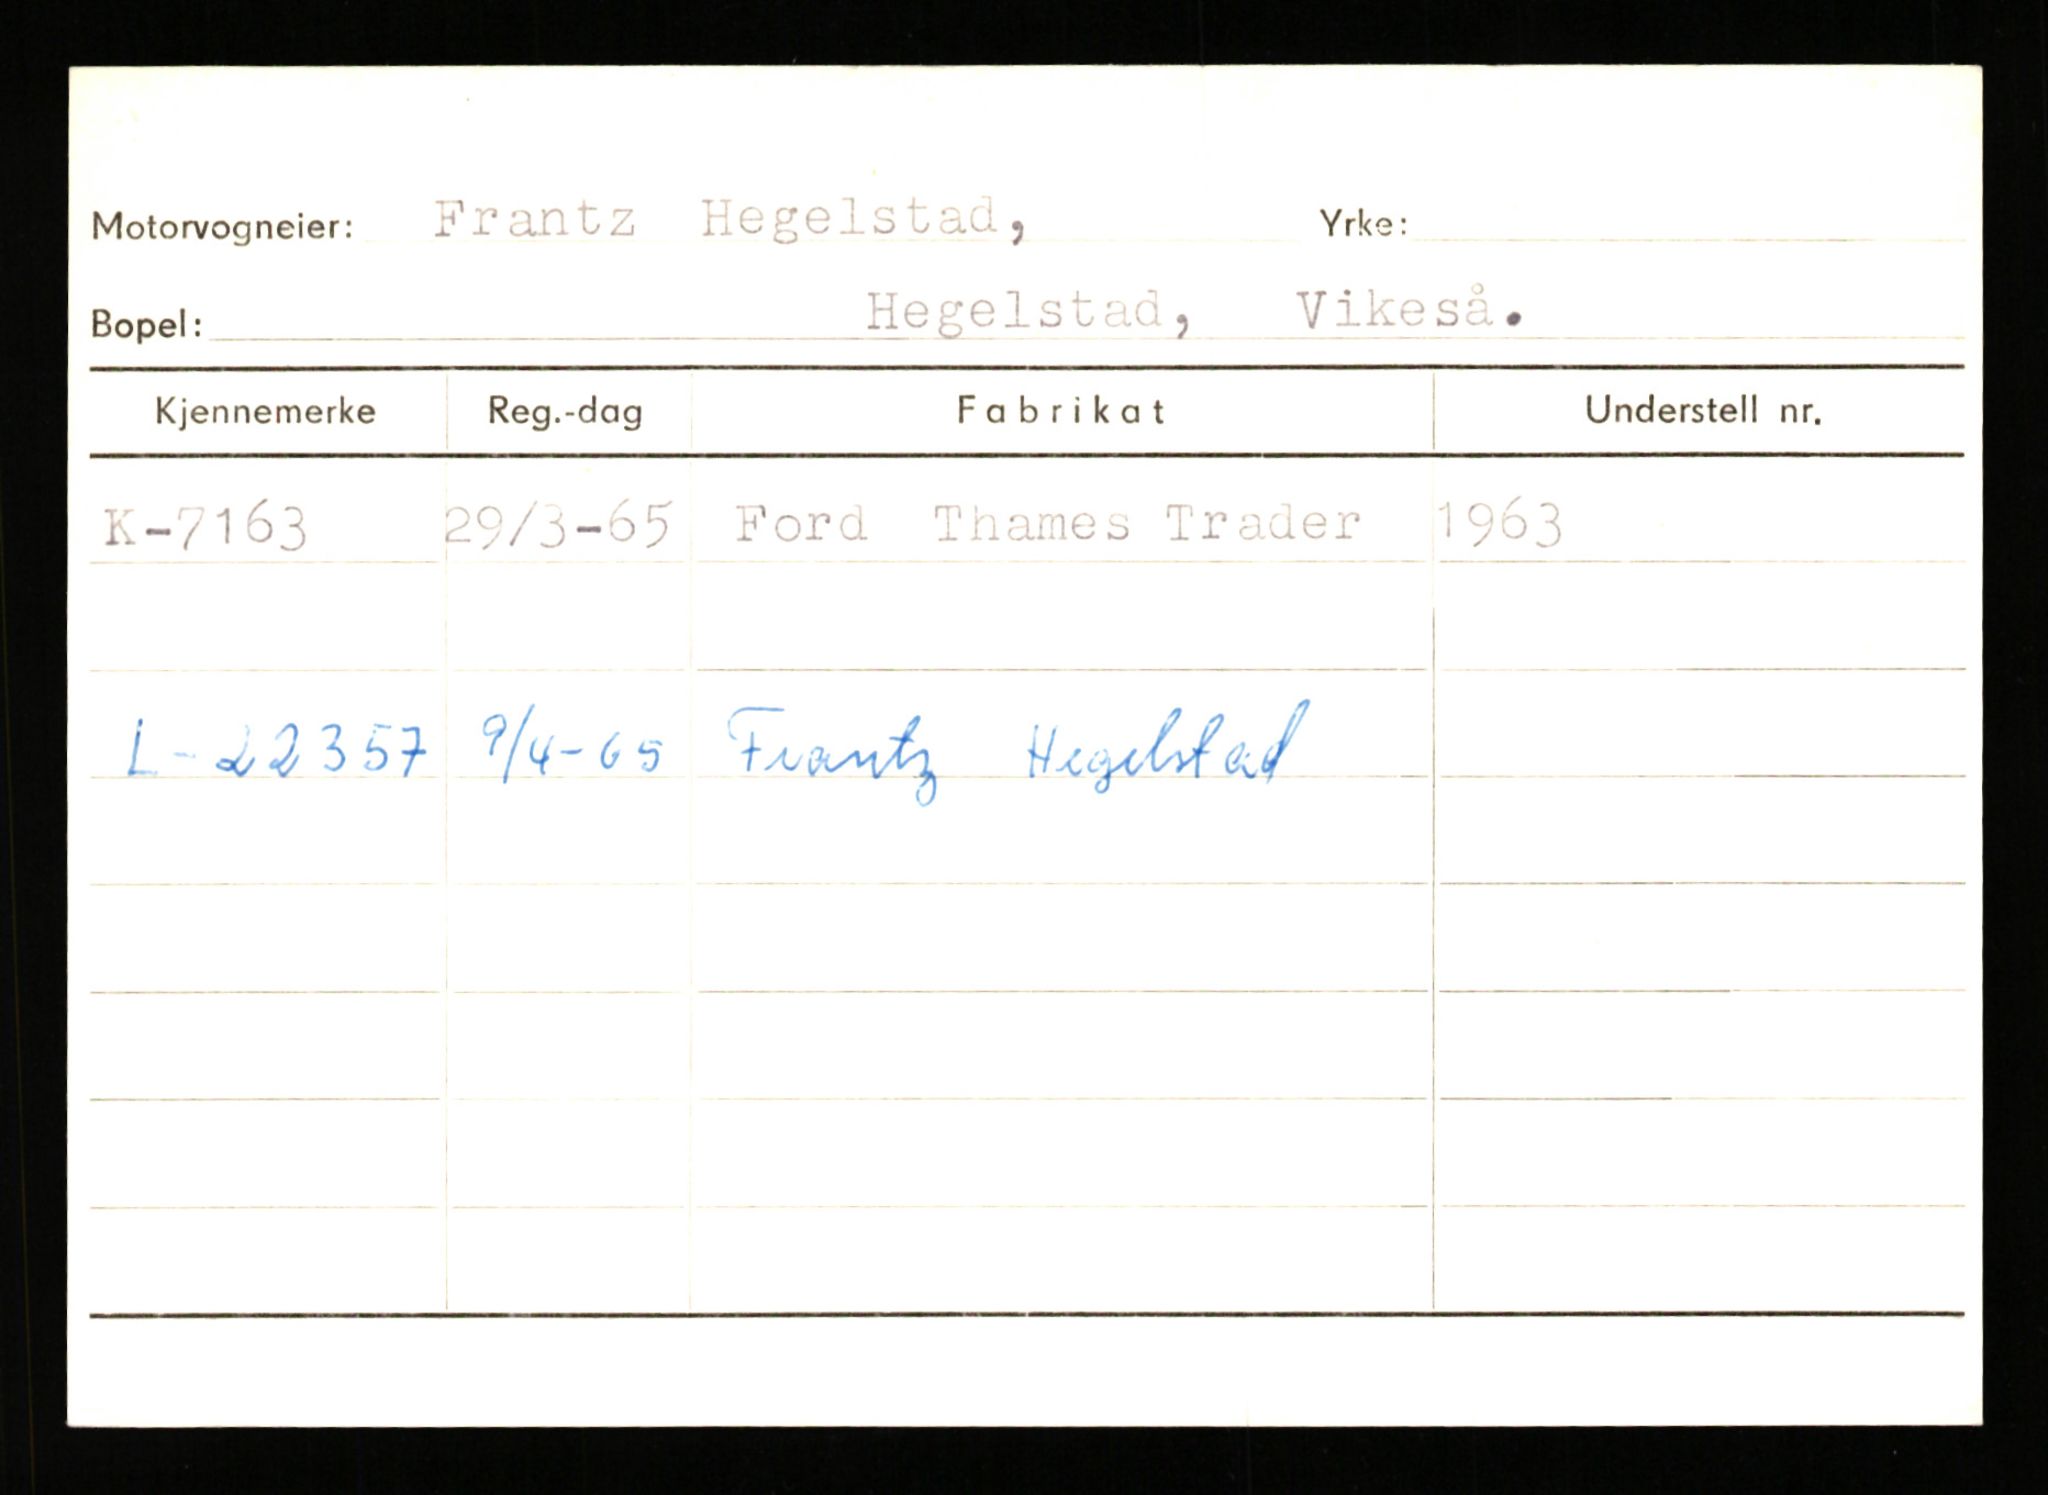 Motorvogneier: Frantz Hegelstad, Yrke:
Bopel: Hegelstad, Vikeså.
Kjennemerke Reg.-dag Fabrikat Understell nr.
K-7163 29/3-65 Ford Thames Trader 1963
L-22357 9/4-65 Frantz Hegelstad